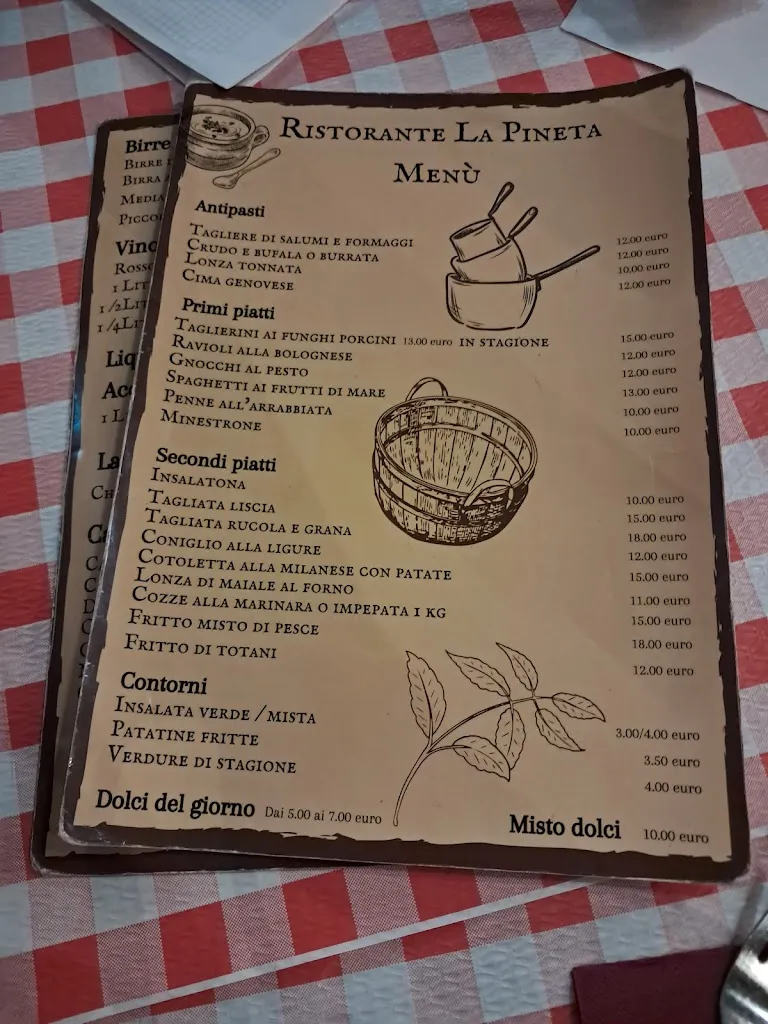 Ristorante La Pineta
Menù
Antipasti
Tagliere di salumi e formaggi 12.00 euro
Crudo e bufala o burrata 12.00 euro
Lonza tonnata 10.00 euro
Cima genovese 12.00 euro
Primi piatti
Taglierini ai funghi porcini 13.00 euro in stagione 15.00 euro
Ravioli alla bolognese 12.00 euro
Gnocchi al pesto 12.00 euro
Spaghetti ai frutti di mare 13.00 euro
Penne all'arrabbiata 10.00 euro
Minestrone 10.00 euro
Secondi piatti
Insalatona 10.00 euro
Tagliata liscia 15.00 euro
Tagliata rucola e grana 18.00 euro
Coniglio alla ligure 12.00 euro
Cotoletta alla milanese con patate 15.00 euro
Lonza di maiale al forno 11.00 euro
Cozze alla marinara o impepata 1 kg 15.00 euro
Fritto misto di pesce 18.00 euro
Fritto di totani 12.00 euro
Contorni
Insalata verde /mista 3.00/4.00 euro
Patatine fritte 3.50 euro
Verdure di stagione 4.00 euro
Dolci del giorno Dai 5.00 ai 7.00 euro Misto dolci 10.00 euro
Birre
Birre
Birra
Media
1/2
1/4